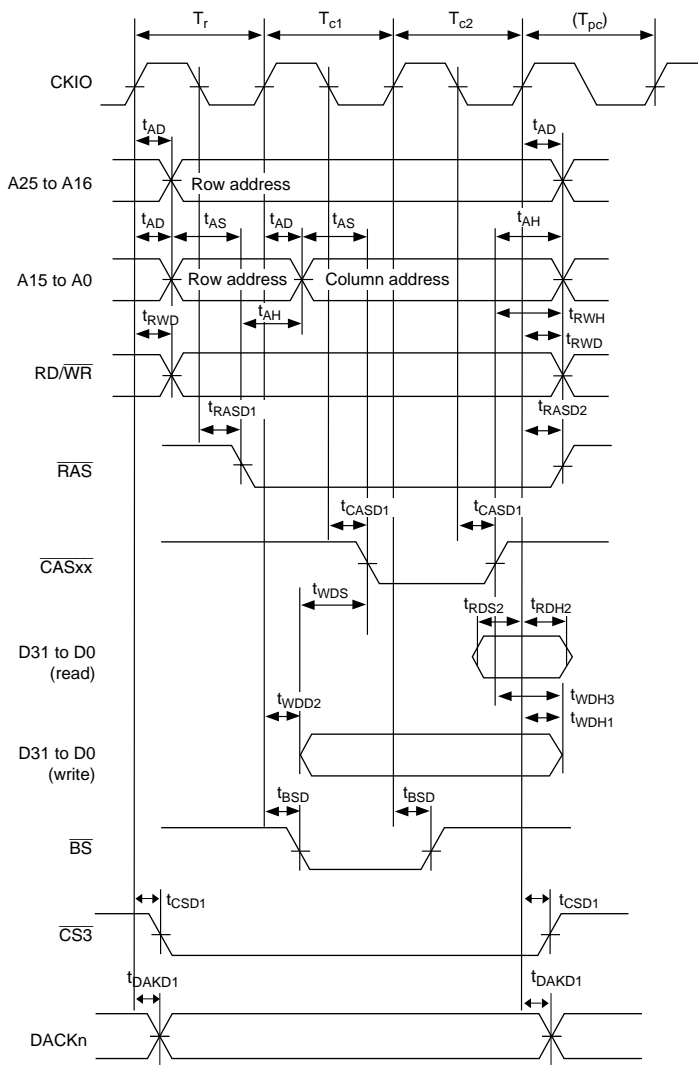 Tr Tc1 Tc2 (Tpc)
CKIO
tAD tAD
A25 to A16 Row address
tAD tAS tAD tAS tAH
A15 to A0 Row address Column address
tRWD tAH tRWH
tRWD
RD/WR
tRASD1 tRASD2
RAS
tCASD1 tCASD1
CASxx
tWDS tRDS2 tRDH2
D31 to D0
(read)
tWDD2 tWDH3
tWDH1
D31 to D0
(write)
tBSD tBSD
BS
tCSD1 tCSD1
CS3
tDAKD1 tDAKD1
DACKn